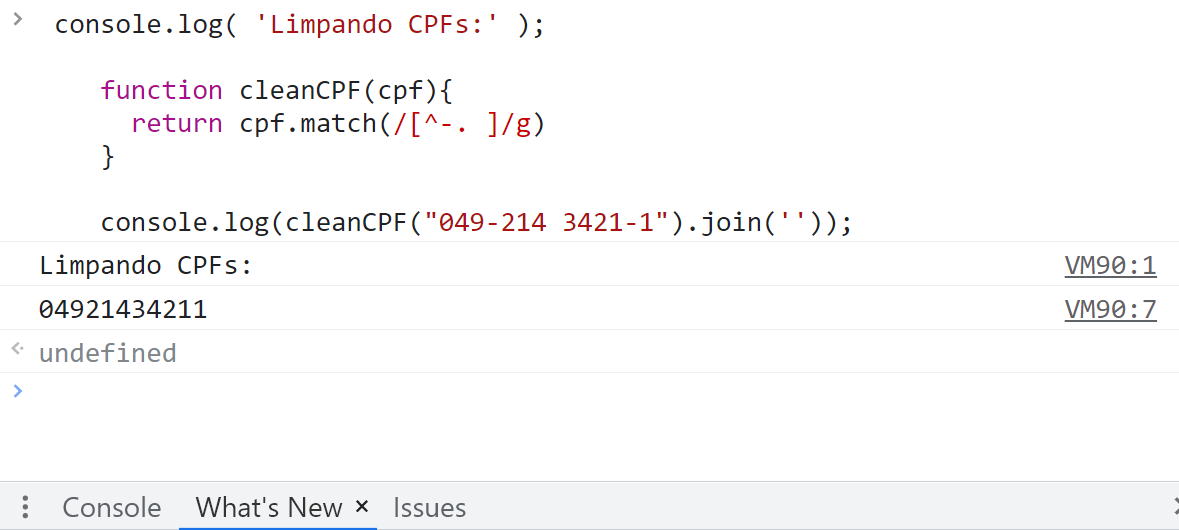 console.log( 'Limpando CPFs:' );
function cleanCPF(cpf){
return cpf.match(/[^-. ]/g)
}
console.log(cleanCPF("049-214 3421-1").join(''));
Limpando CPFs: VM90:1
04921434211 VM90:7
undefined
Console What's New × Issues